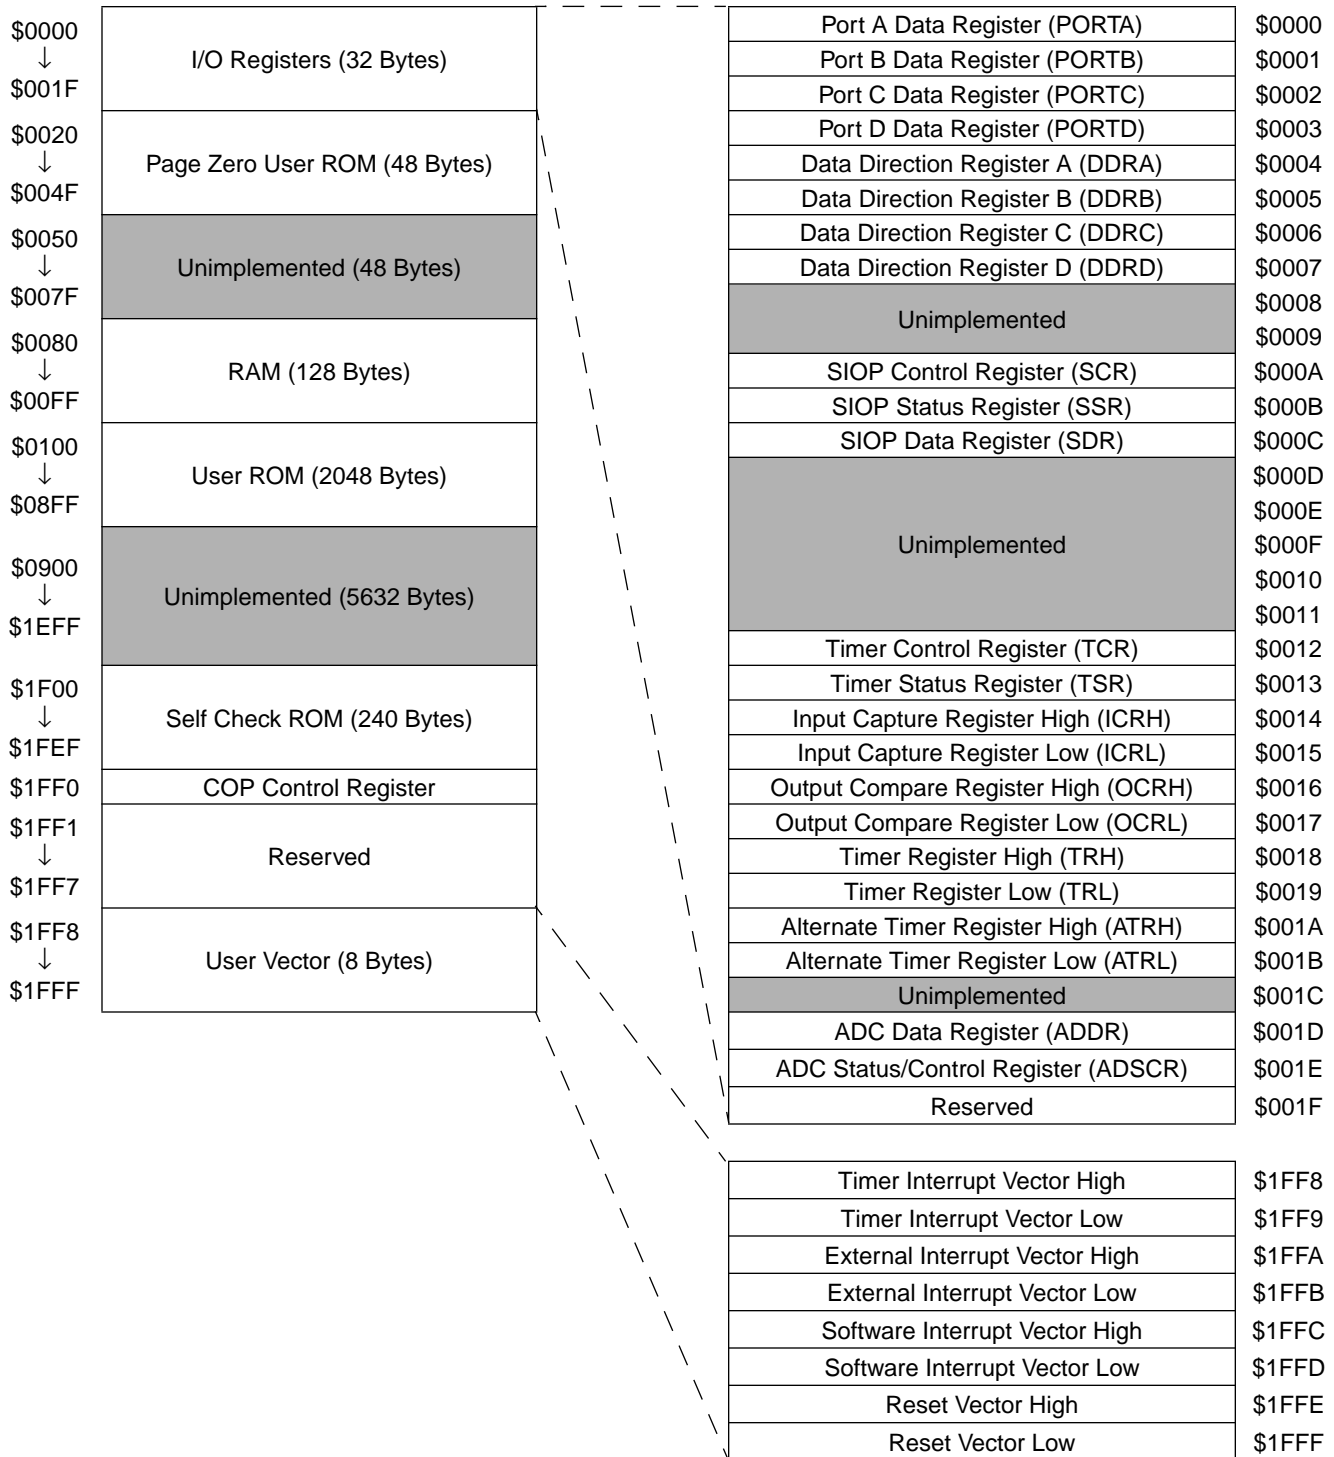 $0000
↓
$001F
I/O Registers (32 Bytes)
$0020
↓
$004F
Page Zero User ROM (48 Bytes)
$0050
↓
$007F
Unimplemented (48 Bytes)
$0080
↓
$00FF
RAM (128 Bytes)
$0100
↓
$08FF
User ROM (2048 Bytes)
$0900
↓
$1EFF
Unimplemented (5632 Bytes)
$1F00
↓
$1FEF
Self Check ROM (240 Bytes)
$1FF0 COP Control Register
$1FF1
↓
$1FF7
Reserved
$1FF8
↓
$1FFF
User Vector (8 Bytes)
Port A Data Register (PORTA) $0000
Port B Data Register (PORTB) $0001
Port C Data Register (PORTC) $0002
Port D Data Register (PORTD) $0003
Data Direction Register A (DDRA) $0004
Data Direction Register B (DDRB) $0005
Data Direction Register C (DDRC) $0006
Data Direction Register D (DDRD) $0007
Unimplemented
$0008
$0009
SIOP Control Register (SCR) $000A
SIOP Status Register (SSR) $000B
SIOP Data Register (SDR) $000C
Unimplemented
$000D
$000E
$000F
$0010
$0011
Timer Control Register (TCR) $0012
Timer Status Register (TSR) $0013
Input Capture Register High (ICRH) $0014
Input Capture Register Low (ICRL) $0015
Output Compare Register High (OCRH) $0016
Output Compare Register Low (OCRL) $0017
Timer Register High (TRH) $0018
Timer Register Low (TRL) $0019
Alternate Timer Register High (ATRH) $001A
Alternate Timer Register Low (ATRL) $001B
Unimplemented $001C
ADC Data Register (ADDR) $001D
ADC Status/Control Register (ADSCR) $001E
Reserved $001F
Timer Interrupt Vector High $1FF8
Timer Interrupt Vector Low $1FF9
External Interrupt Vector High $1FFA
External Interrupt Vector Low $1FFB
Software Interrupt Vector High $1FFC
Software Interrupt Vector Low $1FFD
Reset Vector High $1FFE
Reset Vector Low $1FFF